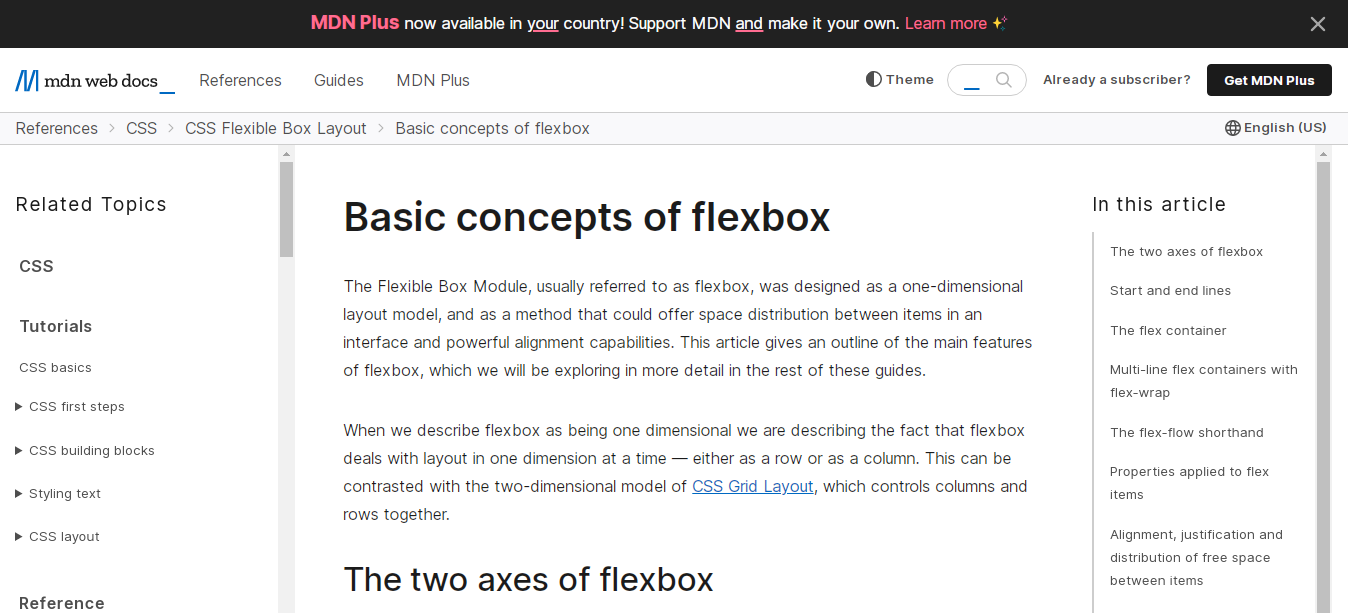 MDN Plus now available in your country! Support MDN and make it your own. Learn more ✨
mdn web docs_
References
Guides
MDN Plus
Theme
Already a subscriber?
Get MDN Plus
References
CSS
CSS Flexible Box Layout
Basic concepts of flexbox
English (US)
Related Topics
CSS
Tutorials
CSS basics
CSS first steps
CSS building blocks
Styling text
CSS layout
Reference
Basic concepts of flexbox
The Flexible Box Module, usually referred to as flexbox, was designed as a one-dimensional
layout model, and as a method that could offer space distribution between items in an
interface and powerful alignment capabilities. This article gives an outline of the main features
of flexbox, which we will be exploring in more detail in the rest of these guides.
When we describe flexbox as being one dimensional we are describing the fact that flexbox
deals with layout in one dimension at a time — either as a row or as a column. This can be
contrasted with the two-dimensional model of CSS Grid Layout, which controls columns and
rows together.
The two axes of flexbox
In this article
The two axes of flexbox
Start and end lines
The flex container
Multi-line flex containers with
flex-wrap
The flex-flow shorthand
Properties applied to flex
items
Alignment, justification and
distribution of free space
between items